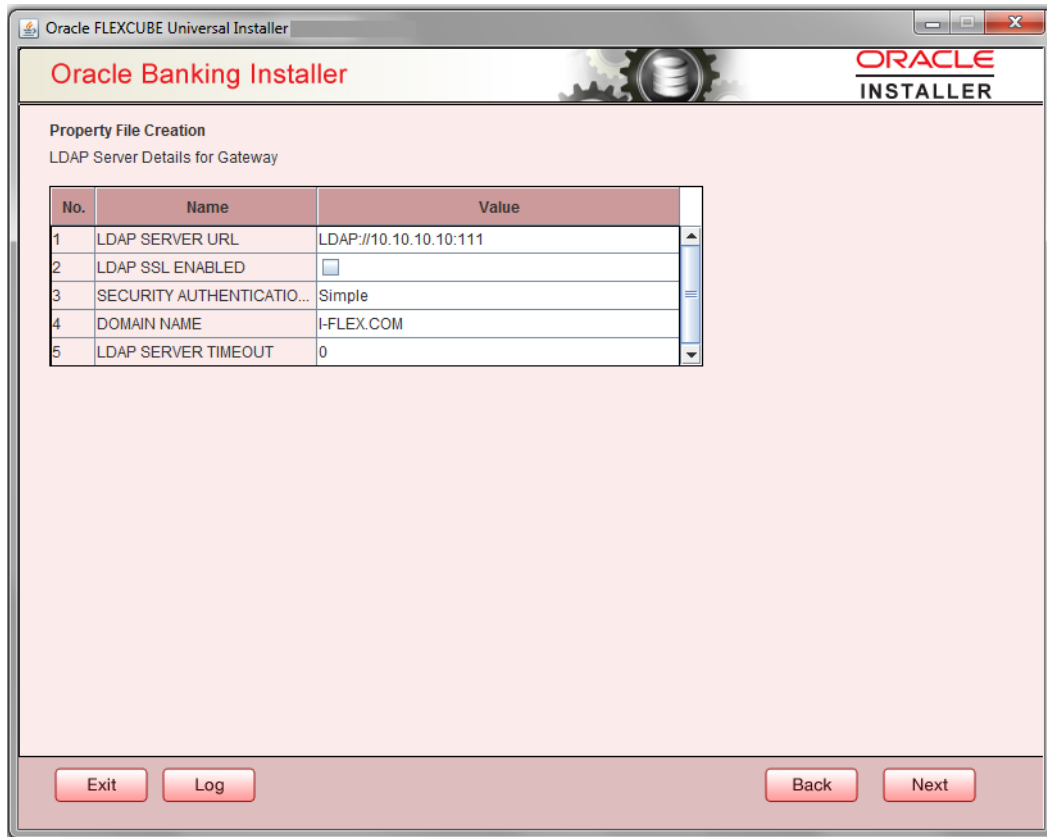 Oracle FLEXCUBE Universal Installer
Oracle Banking Installer
ORACLE
INSTALLER
Property File Creation
LDAP Server Details for Gateway
No. Name Value
1 LDAP SERVER URL LDAP://10.10.10.10:111
2 LDAP SSL ENABLED
3 SECURITY AUTHENTICATIO... Simple
4 DOMAIN NAME I-FLEX.COM
5 LDAP SERVER TIMEOUT 0
Exit Log Back Next